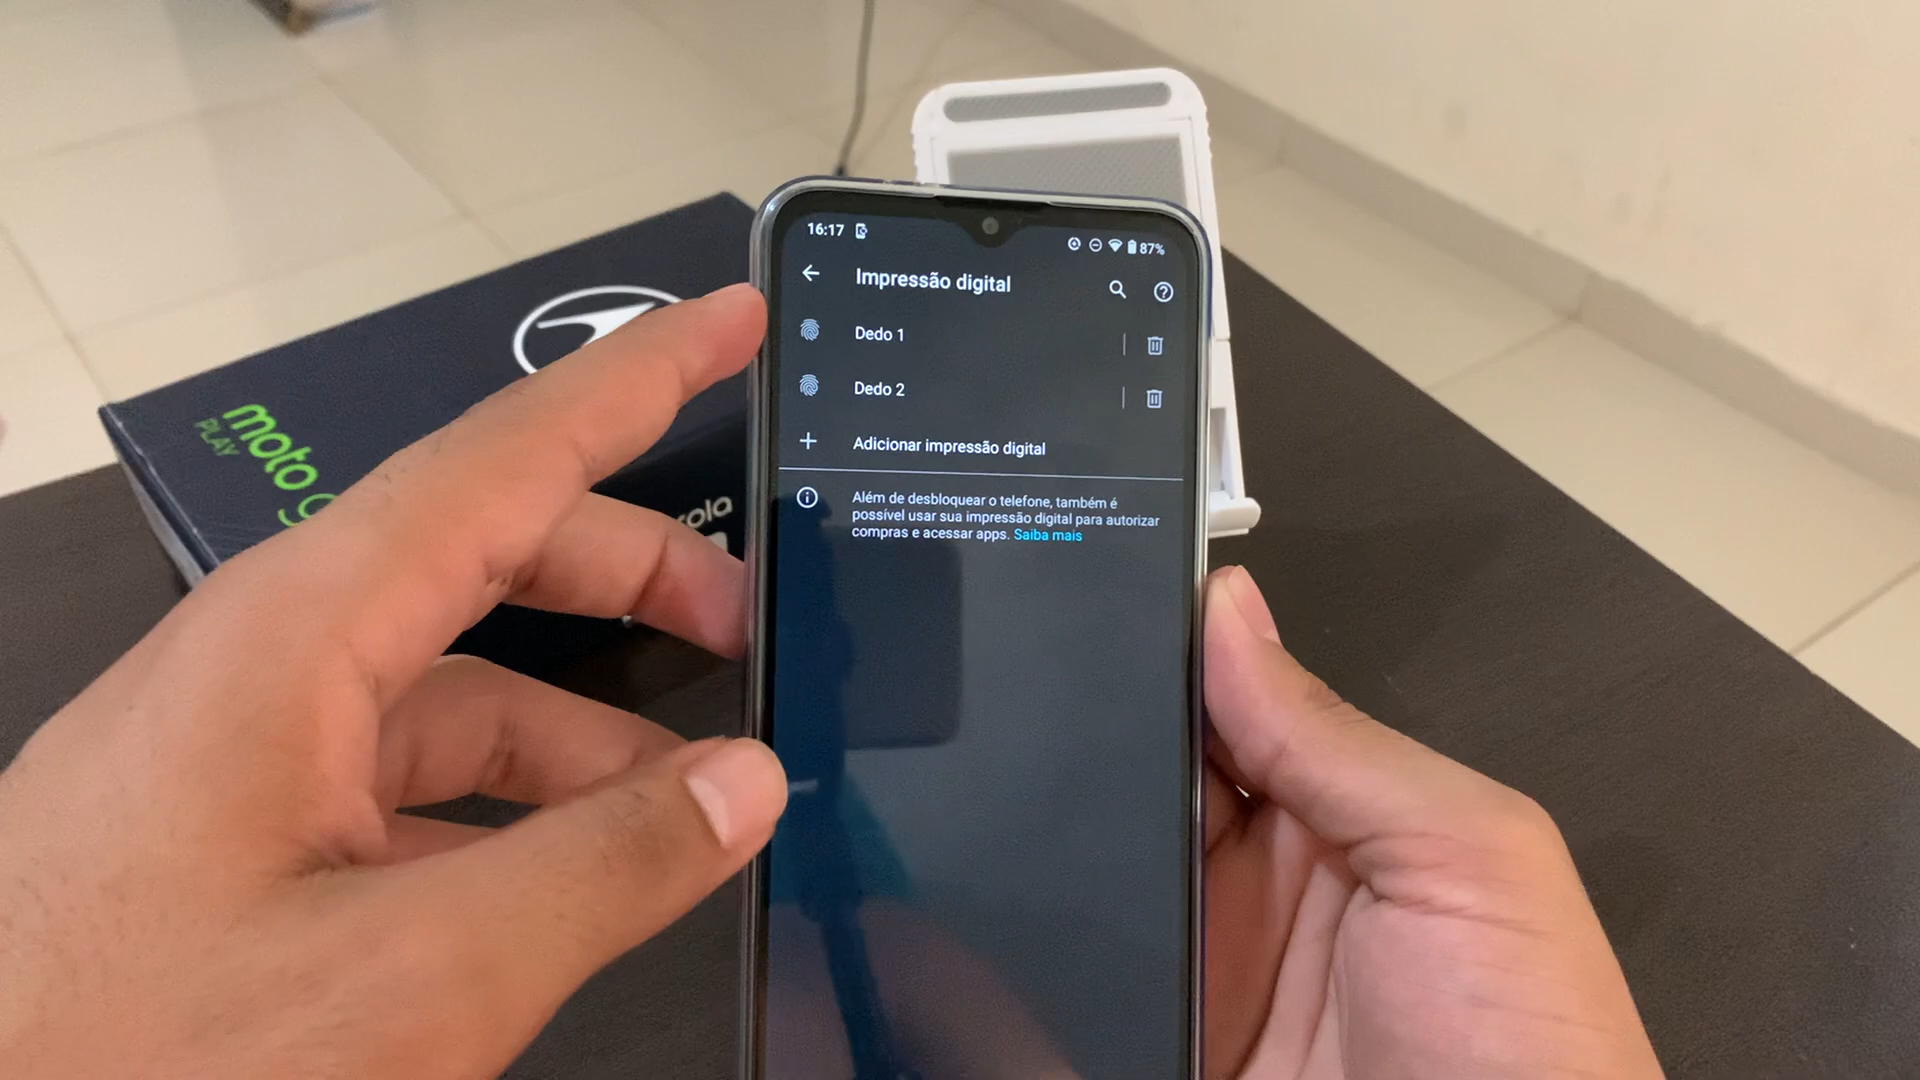 16:17
87%
Impressão digital
Dedo 1
Dedo 2
Adicionar impressão digital
Além de desbloquear o telefone, também é
possível usar sua impressão digital para autorizar
compras e acessar apps. Saiba mais
moto g
PLAY